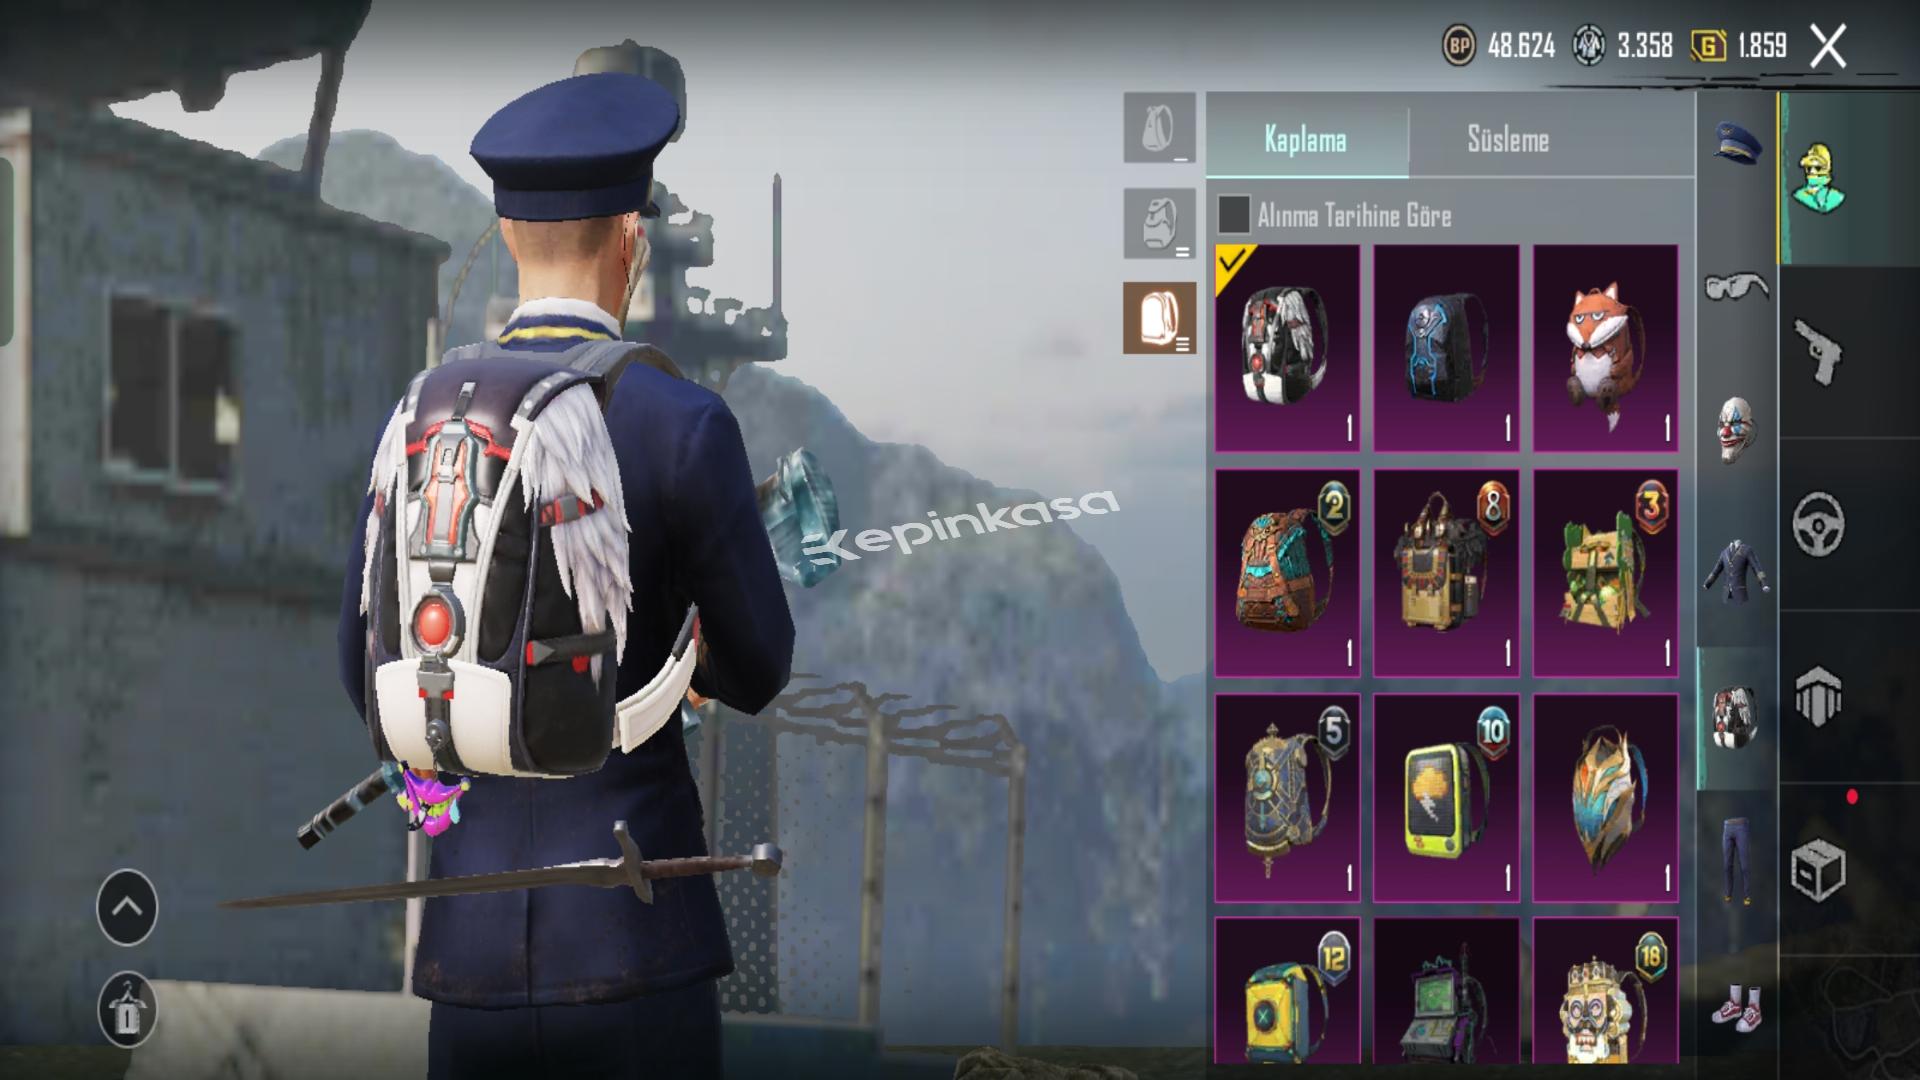 BP 48.624 3.358 G 1.859
Kaplama Süsleme
Alınma Tarihine Göre
1 1 1
2 8 3
1 1 1
5 10
1 1 1
12 18
Kepinkasa
1